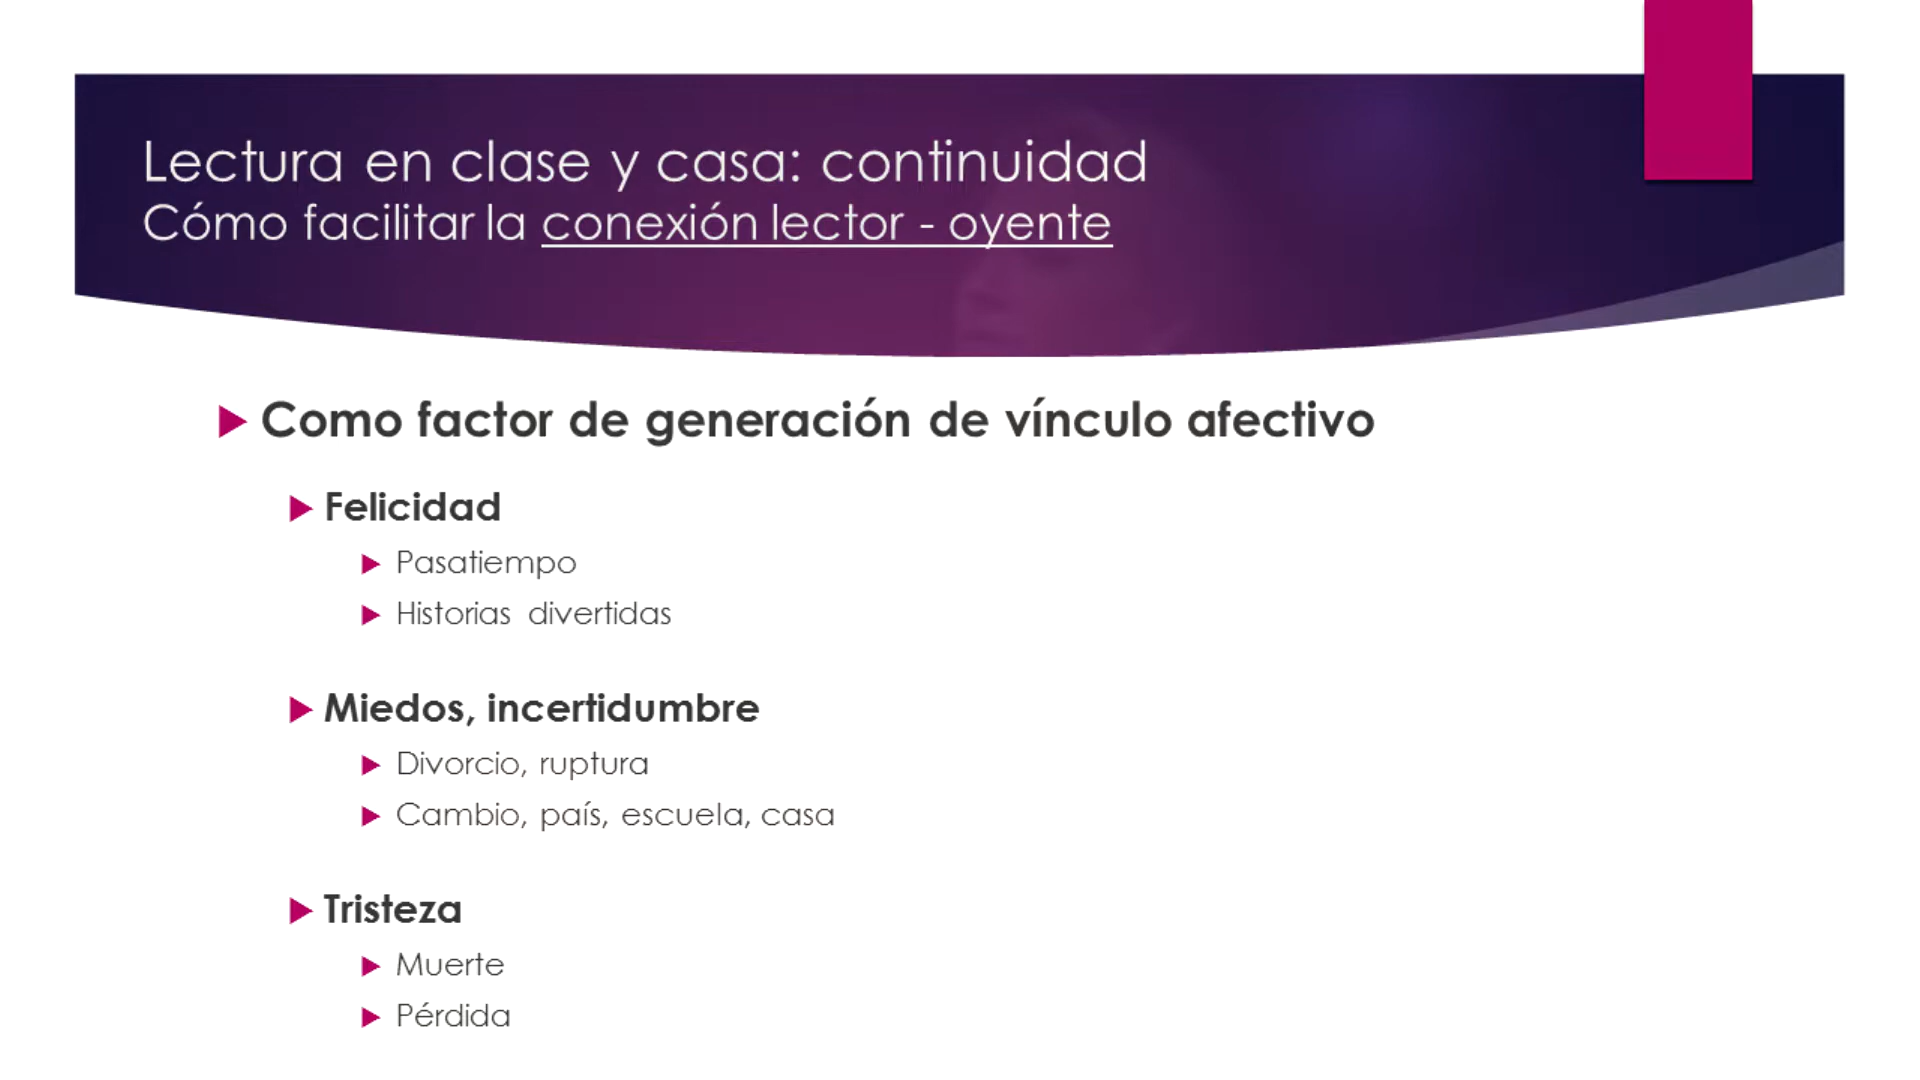 Lectura en clase y casa: continuidad
Cómo facilitar la conexión lector - oyente
Como factor de generación de vínculo afectivo
Felicidad
Pasatiempo
Historias divertidas
Miedos, incertidumbre
Divorcio, ruptura
Cambio, país, escuela, casa
Tristeza
Muerte
Pérdida